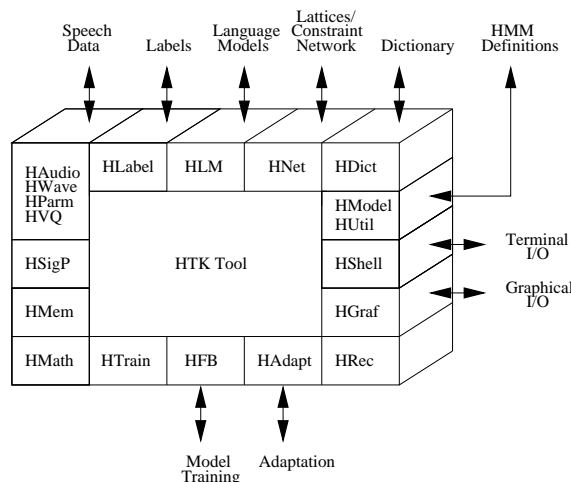 Speech
Data
Labels
Language
Models
Lattices/
Constraint
Network
Dictionary
HMM
Definitions
HAudio
HWave
HParm
HVQ
HLabel
HLM
HNet
HDict
HModel
HUtil
HSigP
HTK Tool
HShell
Terminal
I/O
Graphical
I/O
HMem
HGraf
HMath
HTrain
HFB
HAdapt
HRec
Model
Training
Adaptation